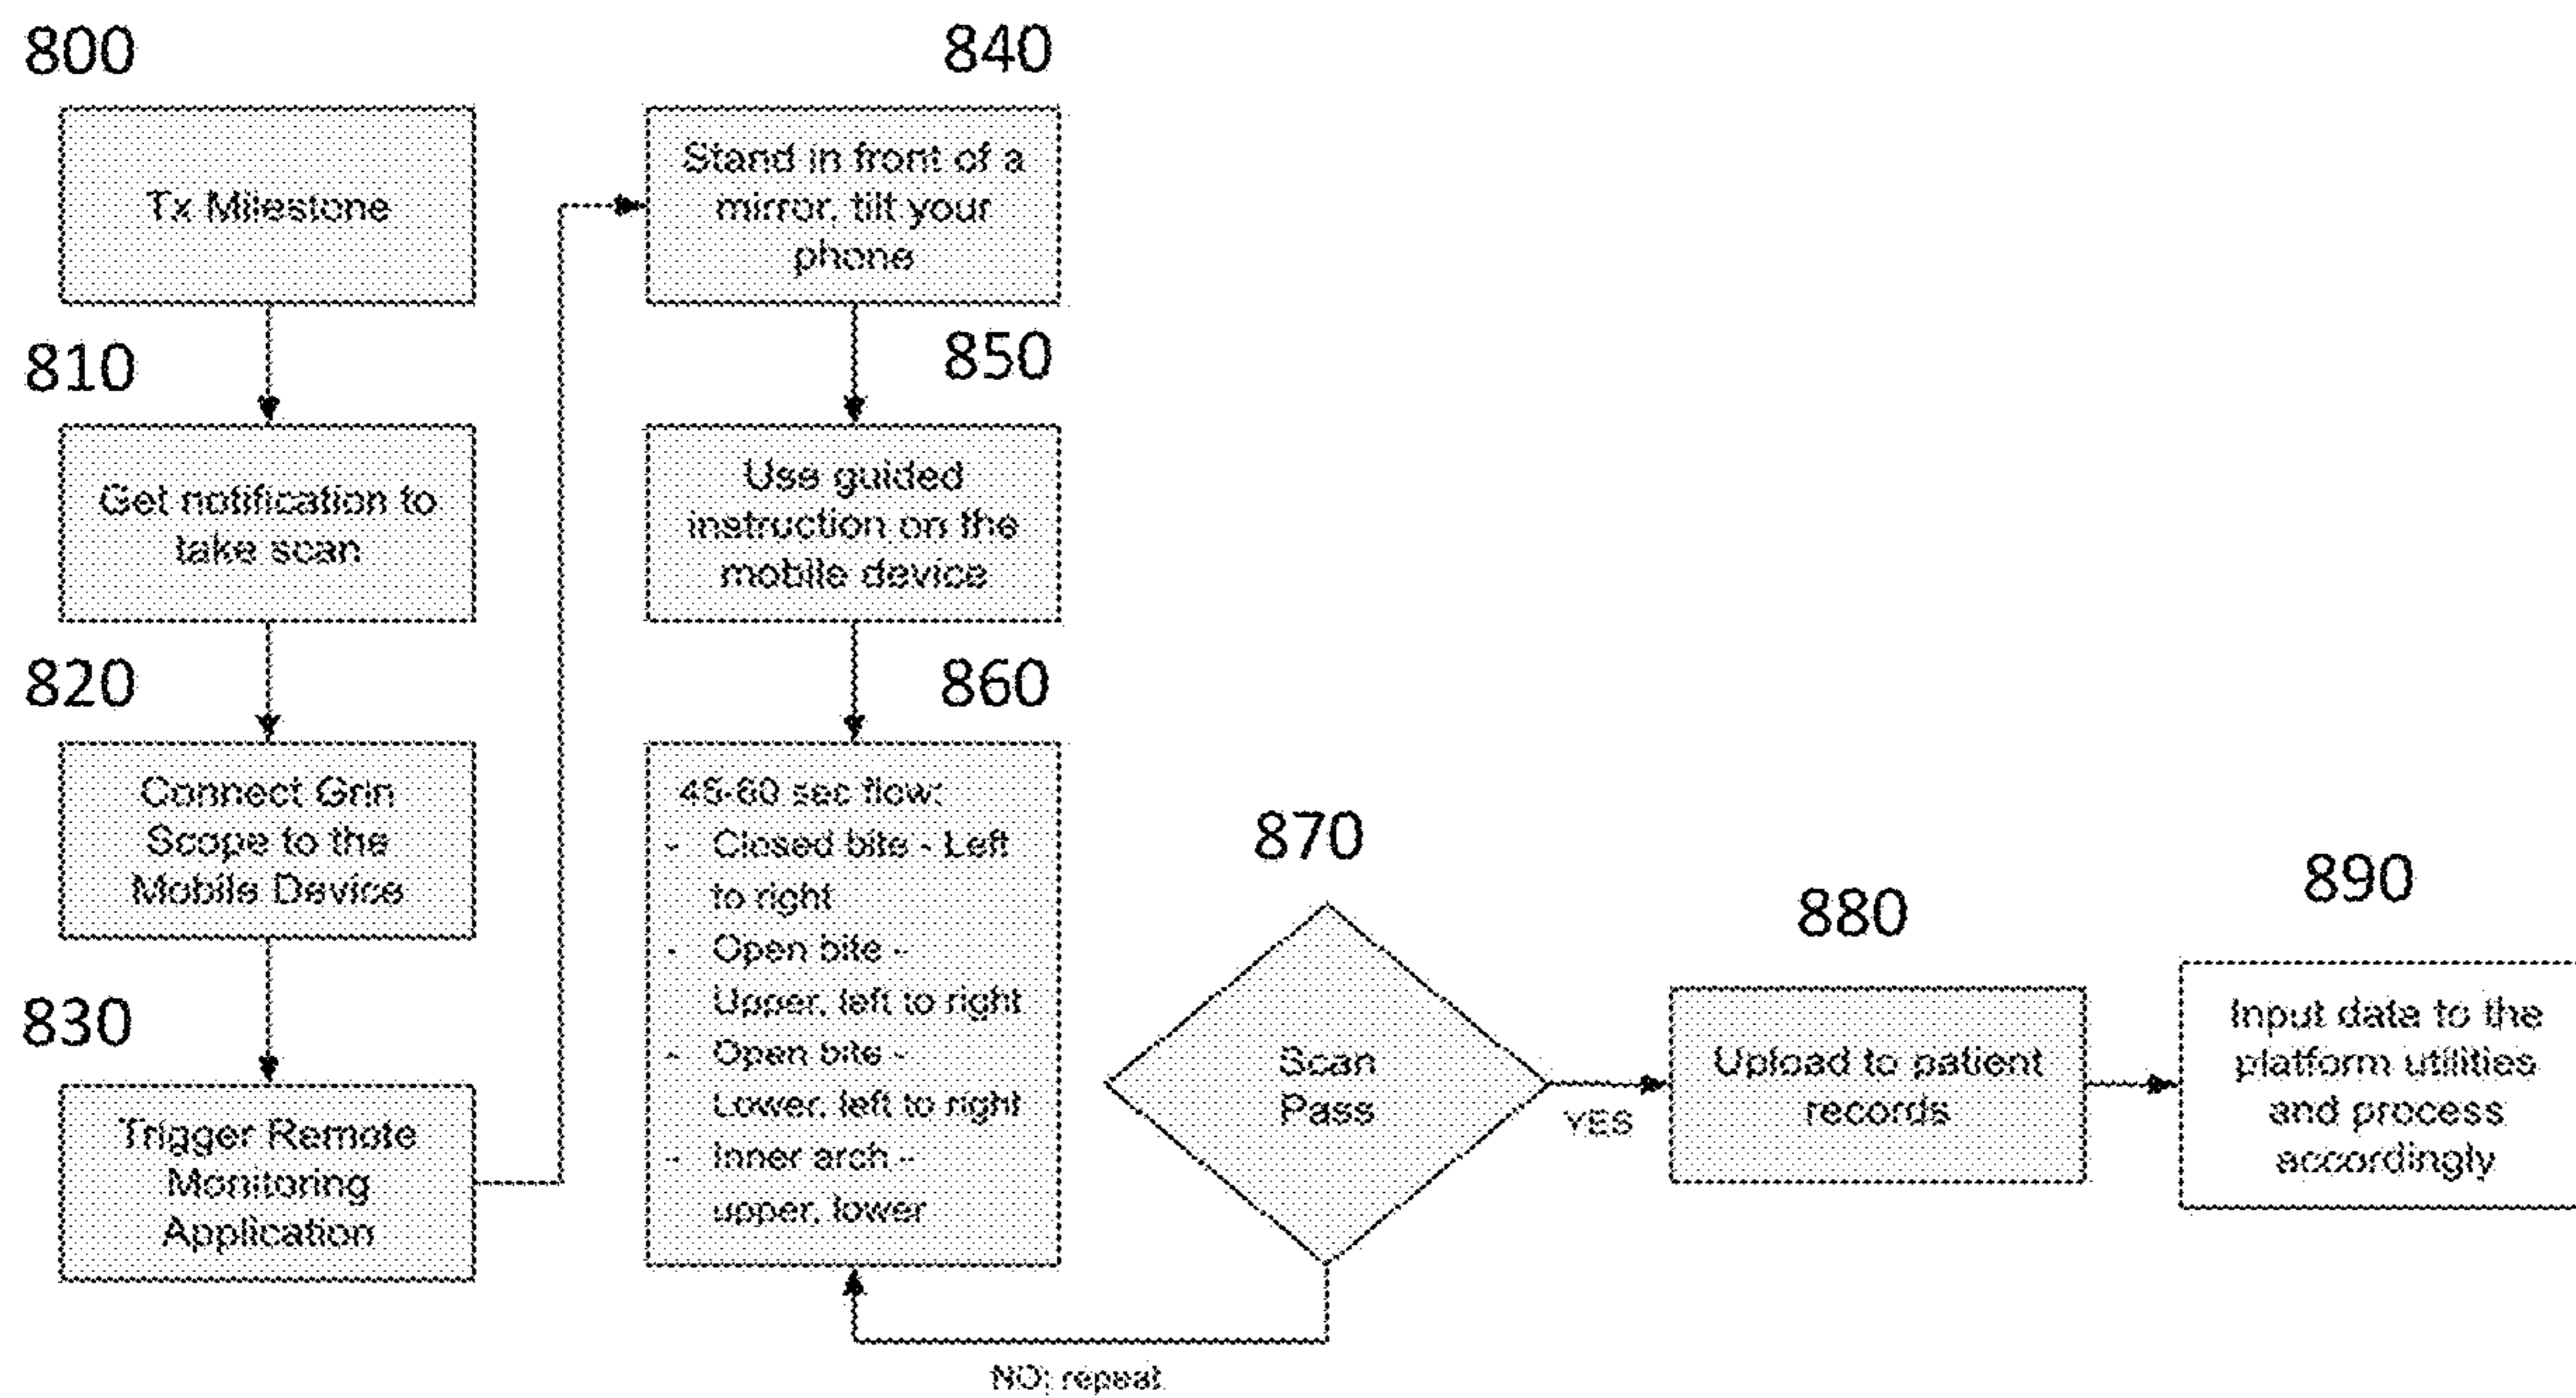 800
Tx Milestone
810
Get notification to
take scan
820
Connect Grin
Scope to the
Mobile Device
830
Trigger Remote
Monitoring
Application
840
Stand in front of a
mirror, tilt your
phone
850
Use guided
instruction on the
mobile device
860
45-60 sec flow:
- Closed bite - Left
to right
- Open bite -
Upper, left to right
- Open bite -
Lower, left to right
- Inner arch -
upper, lower
870
Scan
Pass
YES
NO; repeat
880
Upload to patient
records
890
Input data to the
platform utilities
and process
accordingly